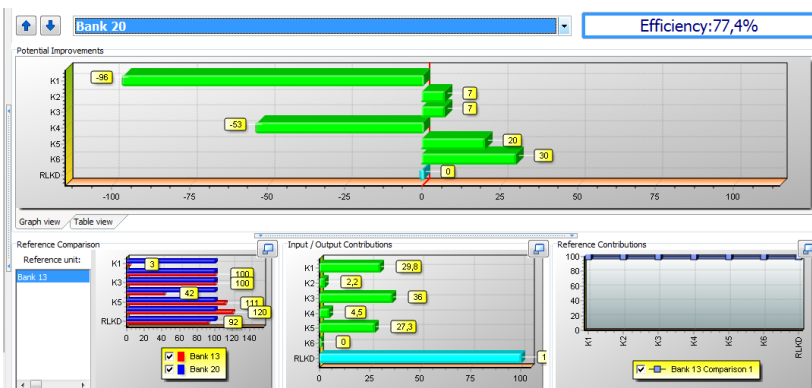 Bank 20
Efficiency:77,4%
Potential Improvements
K1
-96
K2
7
K3
7
K4
-53
K5
20
K6
30
RLKD
0
-100 -75 -50 -25 0 25 50 75 100
Graph view Table view
Reference Comparison
Reference unit:
Bank 13
K1
3
100
K3
100
42
K5
111
120
RLKD
92
0 20 40 60 80 100 120 140
Bank 13
Bank 20
Input / Output Contributions
K1
29,8
K2
2,2
K3
36
K4
4,5
K5
27,3
K6
0
RLKD
1
0 25 50 75 100
Reference Contributions
100
80
60
40
20
0
K1 K2 K3 K4 K5 K6 RLKD
Bank 13 Comparison 1